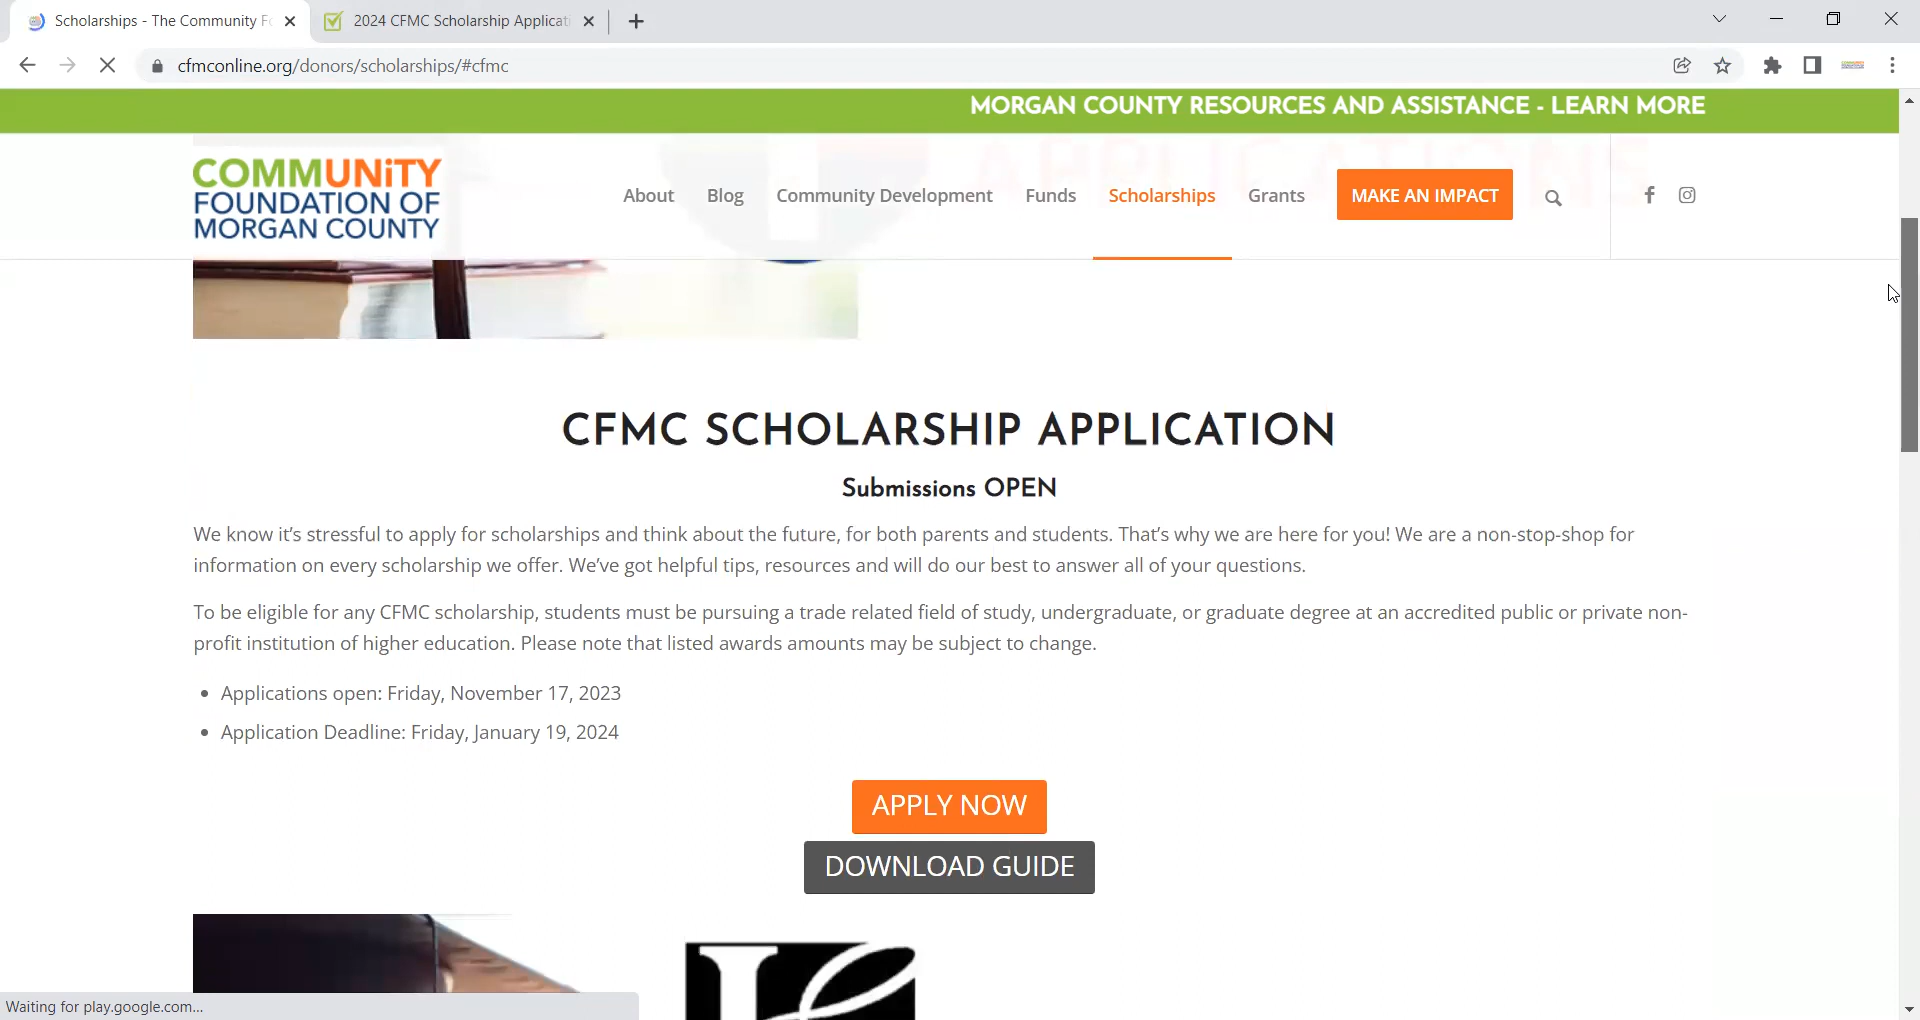 Scholarships - The Community Fo
2024 CFMC Scholarship Applicati
cfmconline.org/donors/scholarships/#cfmc
MORGAN COUNTY RESOURCES AND ASSISTANCE - LEARN MORE
COMMUNiTY
FOUNDATION OF
MORGAN COUNTY
About
Blog
Community Development
Funds
Scholarships
Grants
MAKE AN IMPACT
APPLICATIONS
CFMC SCHOLARSHIP APPLICATION
Submissions OPEN
We know it’s stressful to apply for scholarships and think about the future, for both parents and students. That’s why we are here for you! We are a non-stop-shop for
information on every scholarship we offer. We’ve got helpful tips, resources and will do our best to answer all of your questions.
To be eligible for any CFMC scholarship, students must be pursuing a trade related field of study, undergraduate, or graduate degree at an accredited public or private non-
profit institution of higher education. Please note that listed awards amounts may be subject to change.
• Applications open: Friday, November 17, 2023
• Application Deadline: Friday, January 19, 2024
APPLY NOW
DOWNLOAD GUIDE
Waiting for play.google.com...